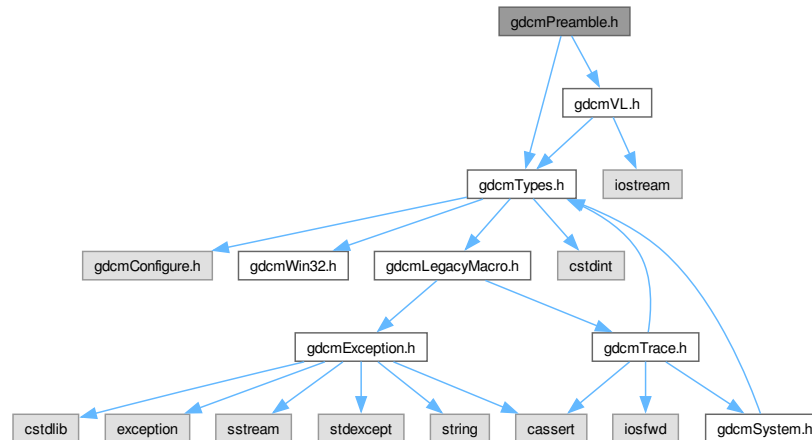 gdcmPreamble.h
gdcmVL.h
gdcmTypes.h
iostream
gdcmConfigure.h
gdcmWin32.h
gdcmLegacyMacro.h
cstdint
gdcmException.h
gdcmTrace.h
cstdlib
exception
sstream
stdexcept
string
cassert
iosfwd
gdcmSystem.h